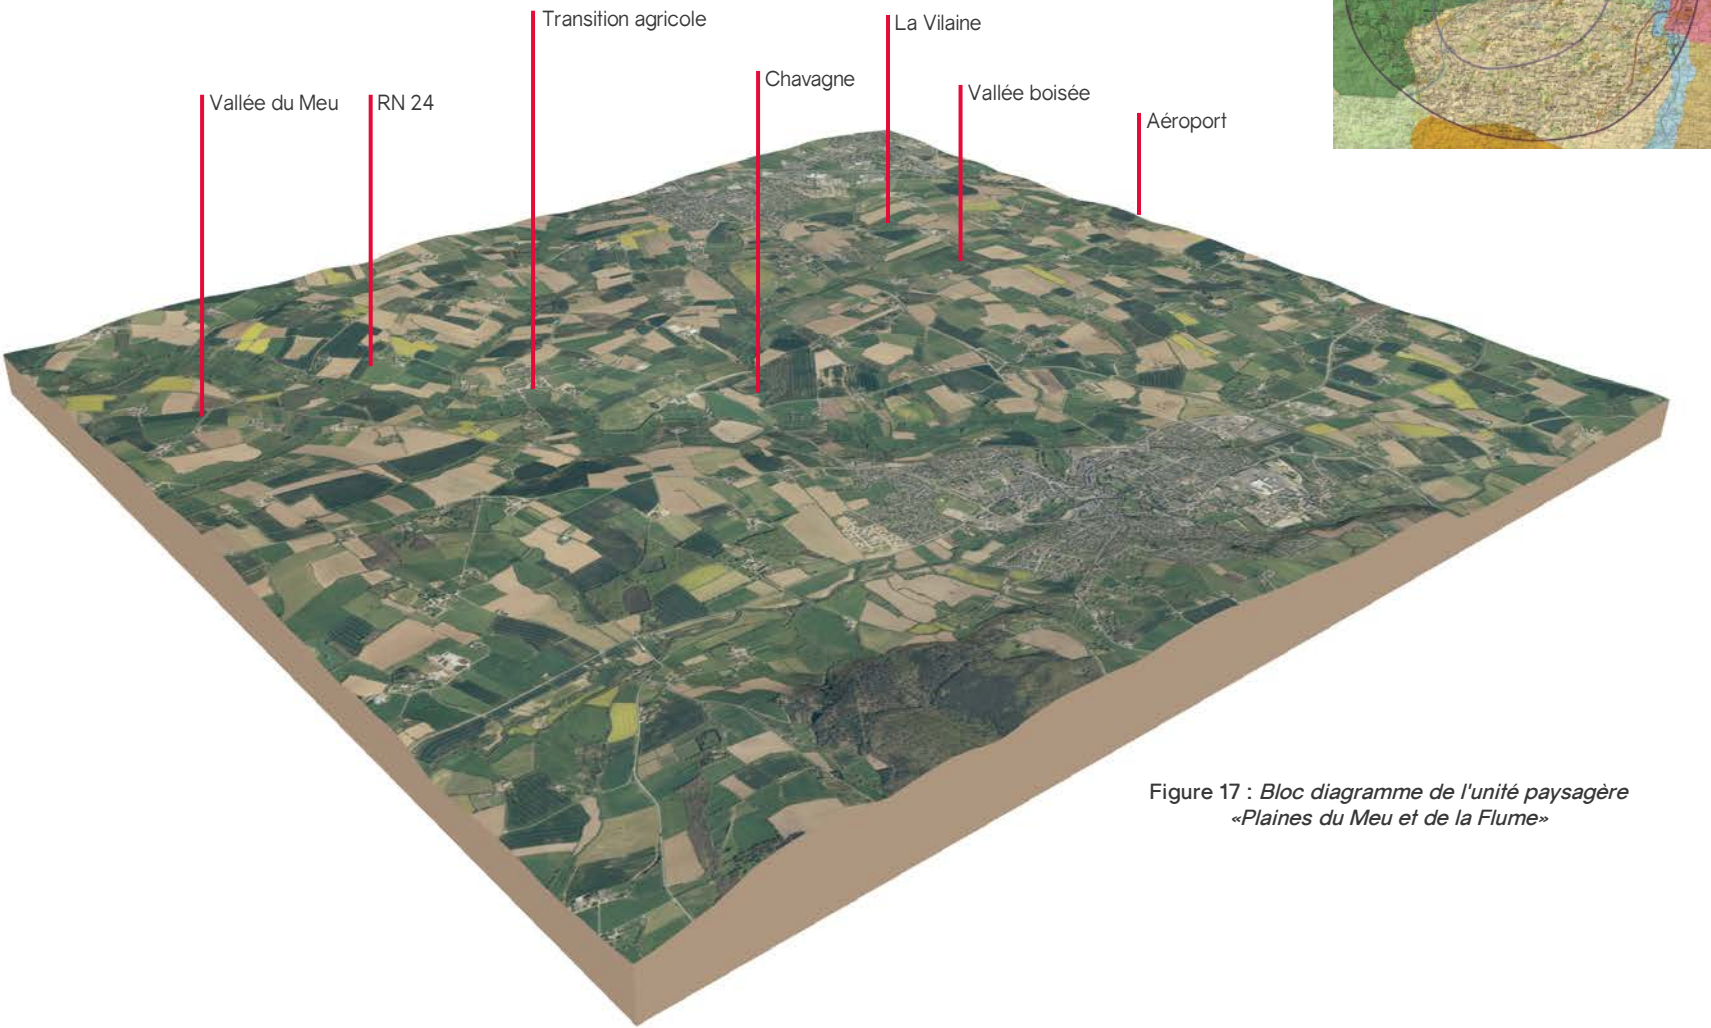 Transition agricole
La Vilaine
Chavagne
Vallée boisée
Vallée du Meu
RN 24
Aéroport
Figure 17 : Bloc diagramme de l'unité paysagère
«Plaines du Meu et de la Flume»